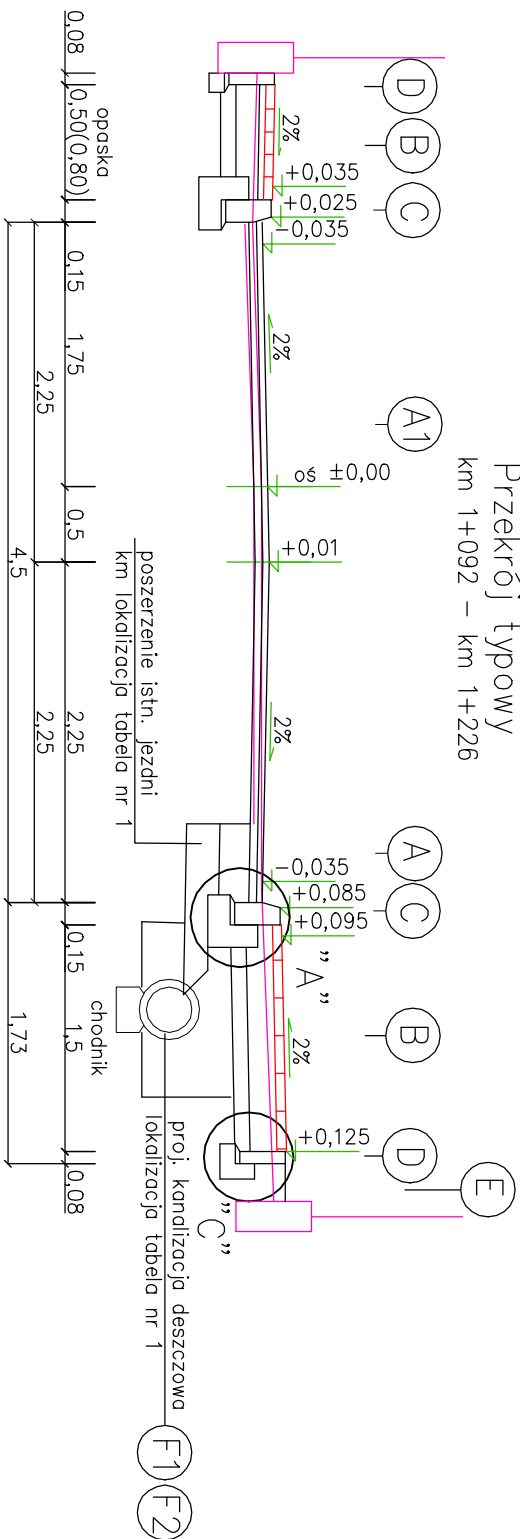 Przekrój typowy
km 1+092 – km 1+226
E
D
B
C
A1
A
C
B
D
2%
+0,035
+0,025
-0,035
2%
oś ±0,00
+0,01
2%
-0,035
+0,085
+0,095
"A"
2%
+0,125
"C"
poszerzenie istn. jezdni
km lokalizacja tabela nr 1
proj. kanalizacja deszczowa
lokalizacja tabela nr 1
F1
F2
opaska
chodnik
0,08
0,50(0,80)
0,15
1,75
0,5
2,25
0,15
1,5
0,08
2,25
2,25
4,5
1,73